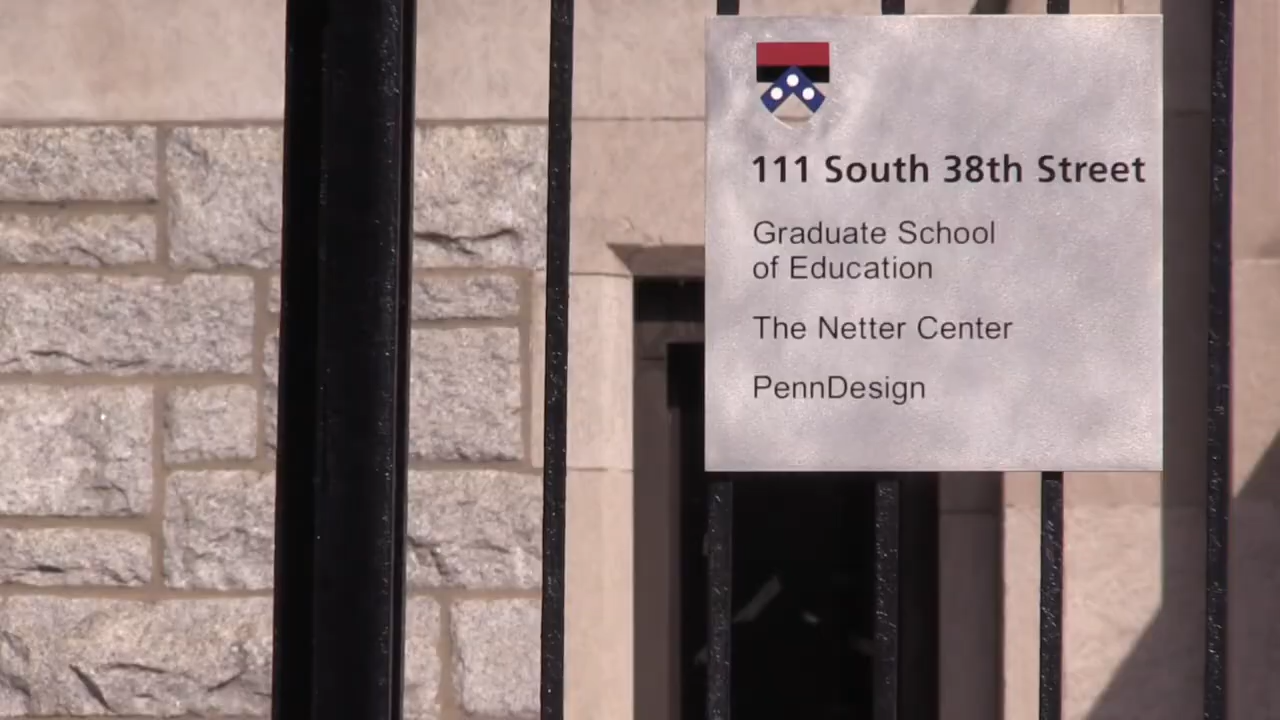 111 South 38th Street
Graduate School
of Education
The Netter Center
PennDesign